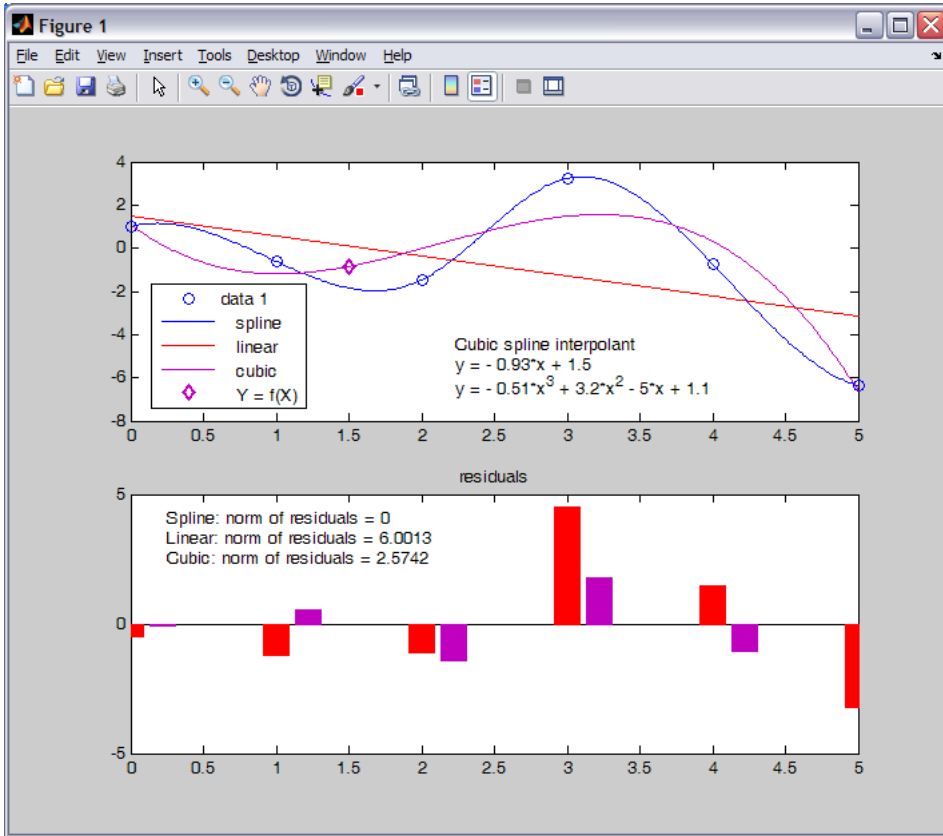 Figure 1
File Edit View Insert Tools Desktop Window Help
4
2
0
-2
-4
-6
-8
data 1
spline
linear
cubic
Y = f(X)
Cubic spline interpolant
y = - 0.93*x + 1.5
y = - 0.51*x³ + 3.2*x² - 5*x + 1.1
0 0.5 1 1.5 2 2.5 3 3.5 4 4.5 5
residuals
5
0
-5
Spline: norm of residuals = 0
Linear: norm of residuals = 6.0013
Cubic: norm of residuals = 2.5742
0 0.5 1 1.5 2 2.5 3 3.5 4 4.5 5